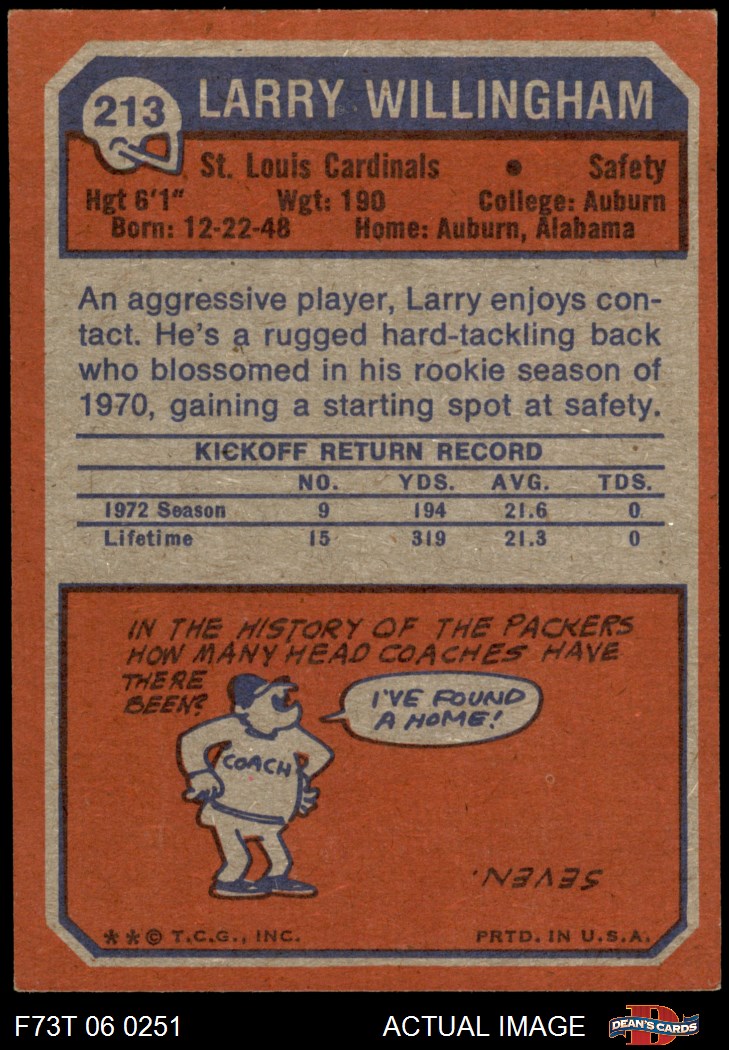 213
LARRY WILLINGHAM
St. Louis Cardinals • Safety
Hgt 6'1" Wgt: 190 College: Auburn
Born: 12-22-48 Home: Auburn, Alabama
An aggressive player, Larry enjoys con-
tact. He's a rugged hard-tackling back
who blossomed in his rookie season of
1970, gaining a starting spot at safety.
KICKOFF RETURN RECORD
NO. YDS. AVG. TDS.
1972 Season 9 194 21.6 0
Lifetime 15 319 21.3 0
IN THE HISTORY OF THE PACKERS
HOW MANY HEAD COACHES HAVE
THERE
BEEN?
I'VE FOUND
A HOME!
COACH
SEVEN.
**© T.C.G., INC. PRTD. IN U.S.A.
F73T 06 0251 ACTUAL IMAGE
D
DEAN'S CARDS